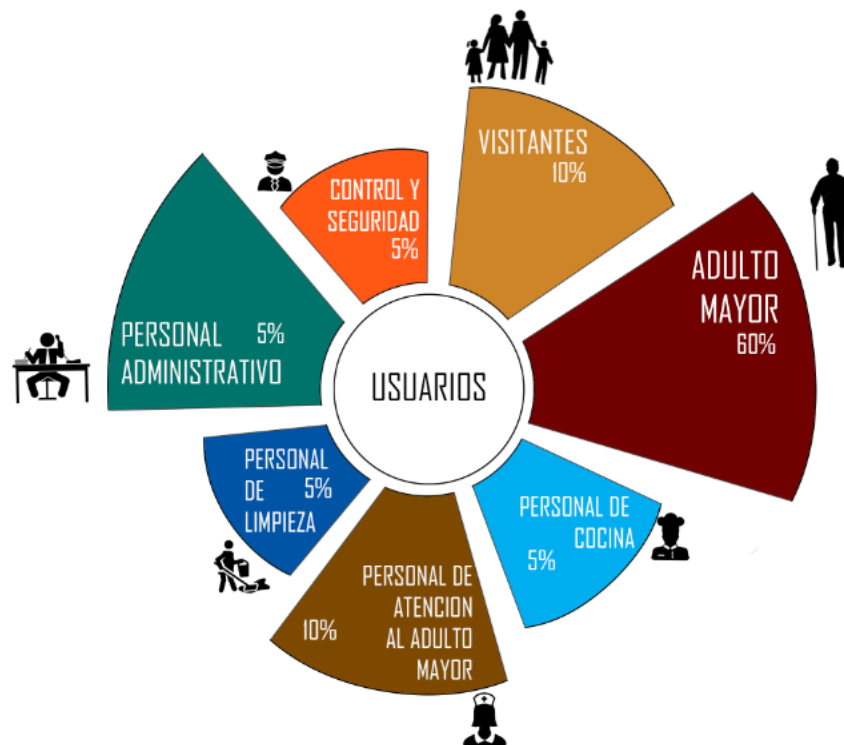 VISITANTES
10%
CONTROL Y
SEGURIDAD
5%
ADULTO
MAYOR
60%
PERSONAL 5%
ADMINISTRATIVO
USUARIOS
PERSONAL
DE 5%
LIMPIEZA
PERSONAL DE
COCINA
5%
PERSONAL DE
ATENCION
10% AL ADULTO
MAYOR